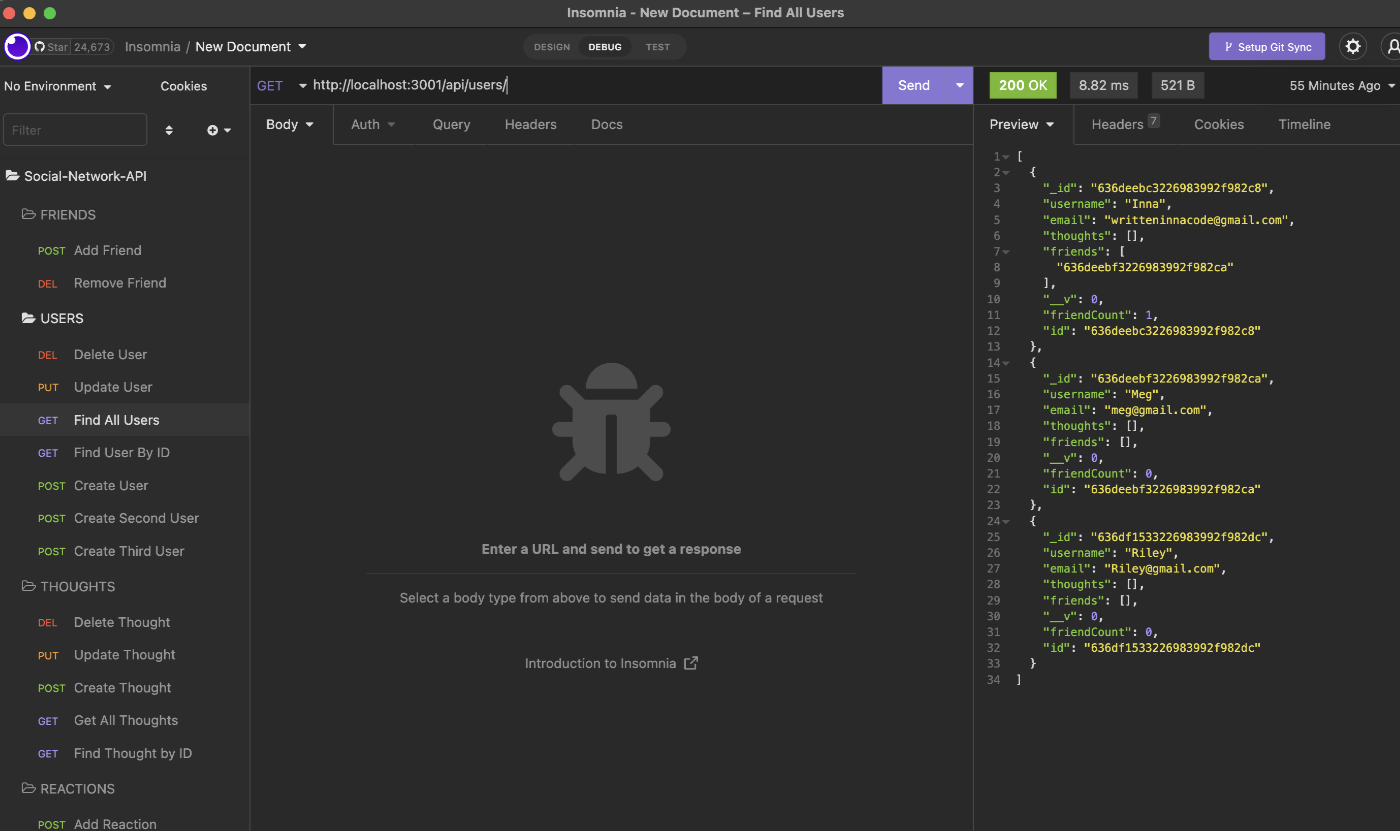 Insomnia - New Document – Find All Users
Star 24,673 Insomnia / New Document DESIGN DEBUG TEST Setup Git Sync
No Environment Cookies
Filter
Social-Network-API
FRIENDS
POST Add Friend
DEL Remove Friend
USERS
DEL Delete User
PUT Update User
GET Find All Users
GET Find User By ID
POST Create User
POST Create Second User
POST Create Third User
THOUGHTS
DEL Delete Thought
PUT Update Thought
POST Create Thought
GET Get All Thoughts
GET Find Thought by ID
REACTIONS
POST Add Reaction
GET http://localhost:3001/api/users/ Send
Body Auth Query Headers Docs
Enter a URL and send to get a response
Select a body type from above to send data in the body of a request
Introduction to Insomnia
200 OK 8.82 ms 521 B 55 Minutes Ago
Preview Headers 7 Cookies Timeline
1 [
2 {
3 "_id": "636deebc3226983992f982c8",
4 "username": "Inna",
5 "email": "writteninnacode@gmail.com",
6 "thoughts": [],
7 "friends": [
8 "636deebf3226983992f982ca"
9 ],
10 "__v": 0,
11 "friendCount": 1,
12 "id": "636deebc3226983992f982c8"
13 },
14 {
15 "_id": "636deebf3226983992f982ca",
16 "username": "Meg",
17 "email": "meg@gmail.com",
18 "thoughts": [],
19 "friends": [],
20 "__v": 0,
21 "friendCount": 0,
22 "id": "636deebf3226983992f982ca"
23 },
24 {
25 "_id": "636df1533226983992f982dc",
26 "username": "Riley",
27 "email": "Riley@gmail.com",
28 "thoughts": [],
29 "friends": [],
30 "__v": 0,
31 "friendCount": 0,
32 "id": "636df1533226983992f982dc"
33 }
34 ]